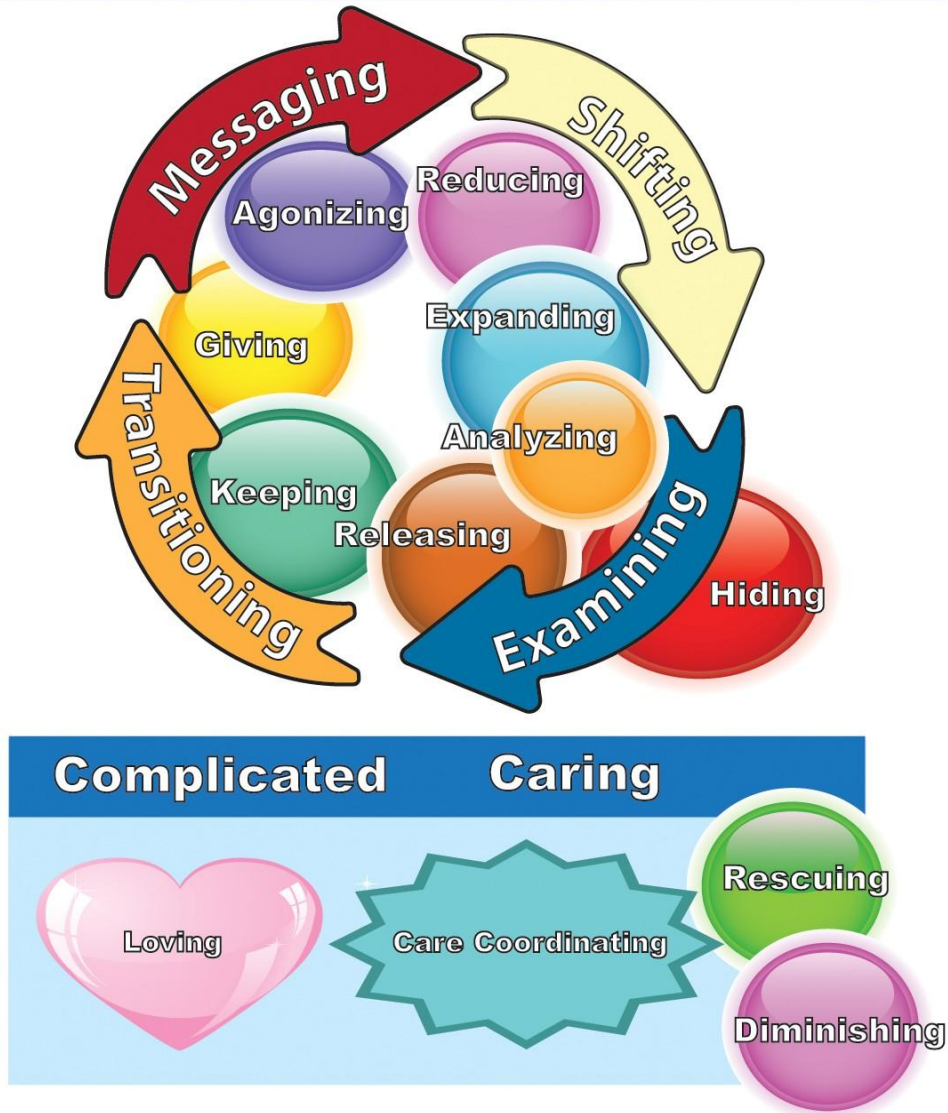 Messaging
Shifting
Agonizing
Reducing
Giving
Expanding
Transitioning
Analyzing
Keeping
Releasing
Examining
Hiding
Complicated Caring
Loving
Care Coordinating
Rescuing
Diminishing